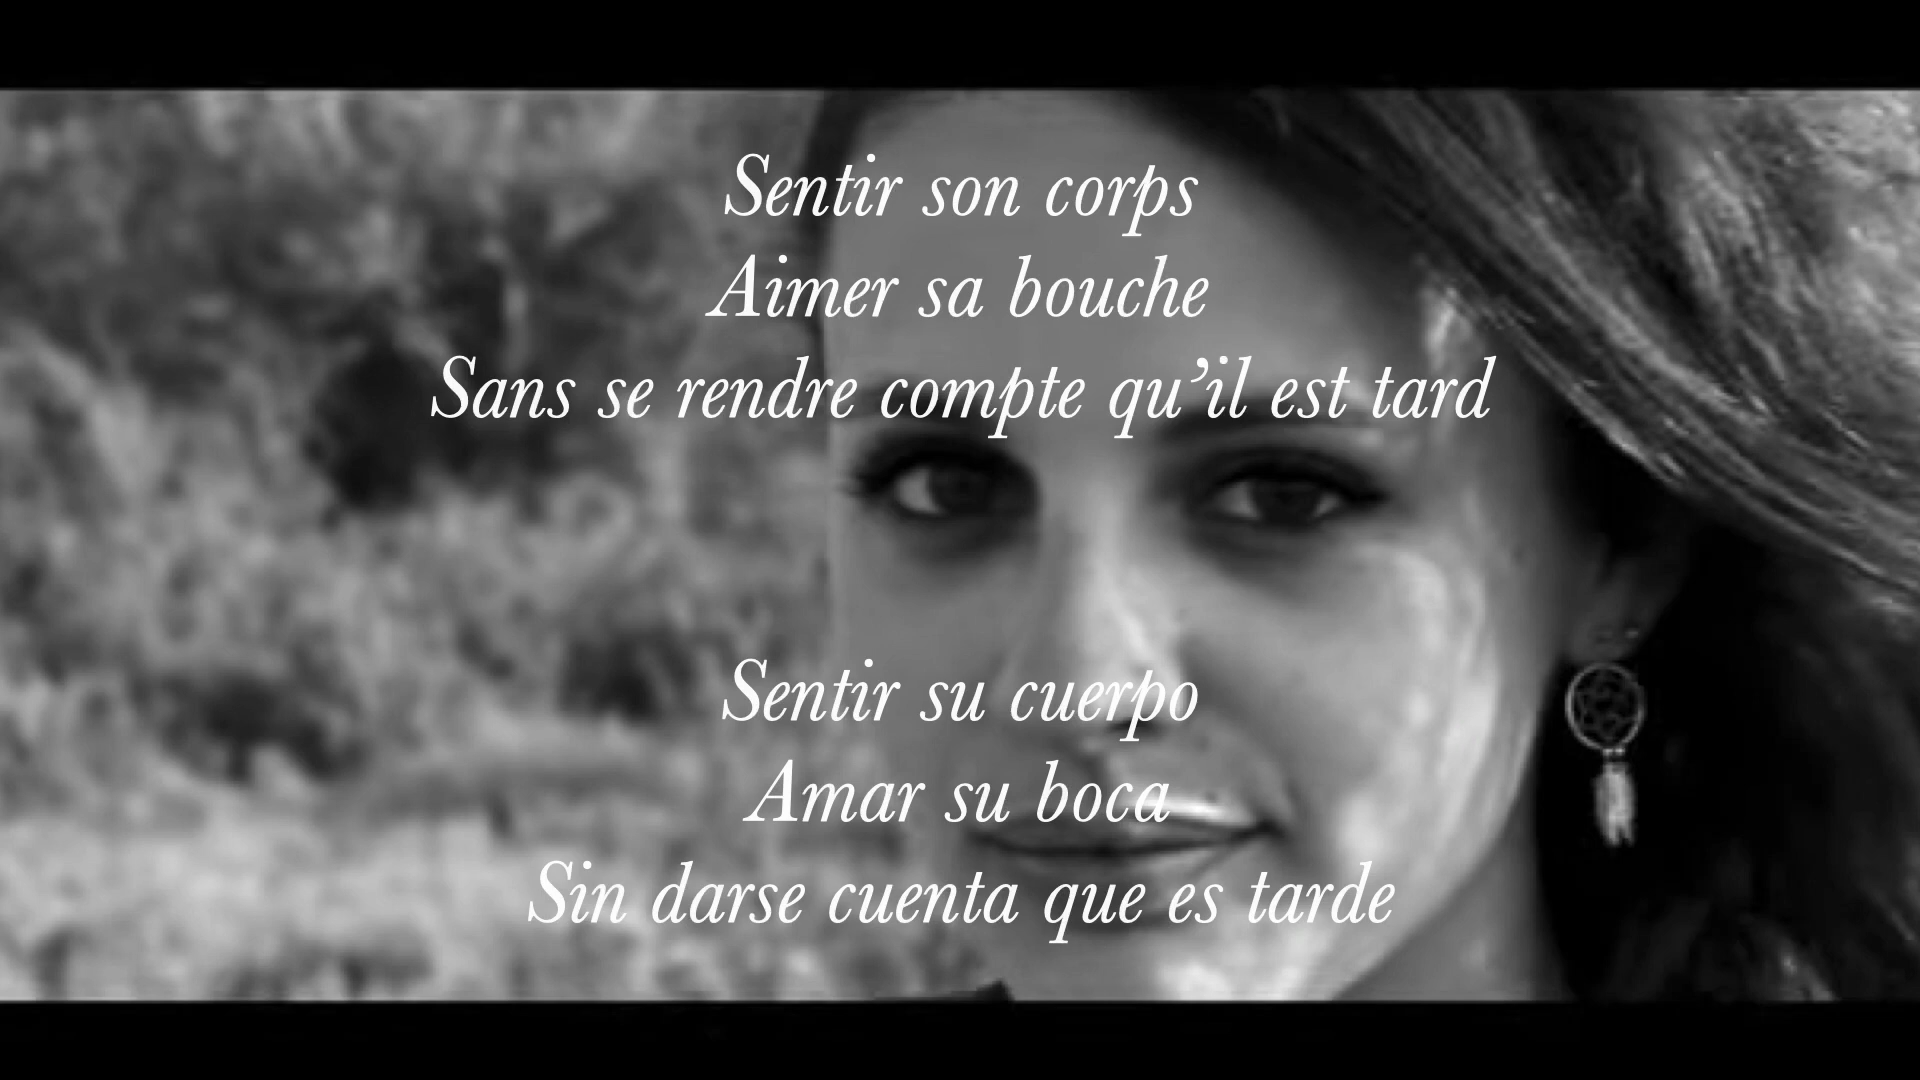 Sentir son corps
Aimer sa bouche
Sans se rendre compte qu’il est tard
Sentir su cuerpo
Amar su boca
Sin darse cuenta que es tarde